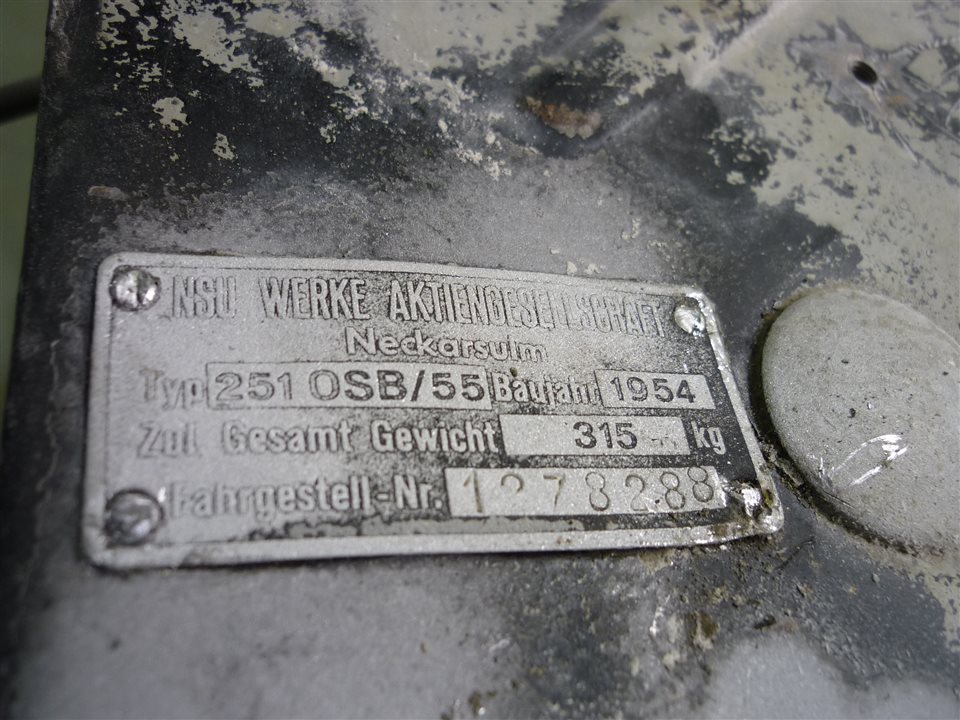 NSU WERKE AKTIENGESELLSCHAFT
Neckarsulm
Typ 251 OSB/55 Baujahr 1954
Zul Gesamt Gewicht 315 kg
Fahrgestell-Nr. 1278288